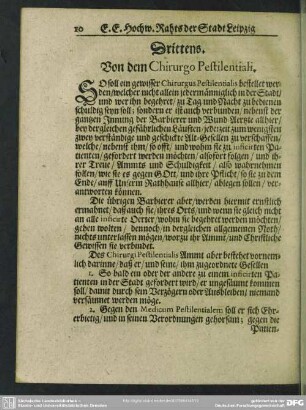 10 E. E. Hochw. Rahts der Stadt Leipzig
Drittens.
Von dem Chirurgo Pestilentiali.
SO soll ein gewisser Chirurgus Pestilentialis bestellet wer-
den/welcher nicht allein jedermänniglich in der Stadt/
und wer ihn begehret/ zu Tag und Nacht zu bedienen
schuldig seyn soll; sondern er ist auch verbunden/ nebenst der
gantzen Innung der Barbierer und Wund-Aertzte allhier/
bey dergleichen gefährlichen Läufften/ jederzeit zum wenigsten
zwey verständige und geschickte Alt-Gesellen zu verschaffen/
welche/ nebenst ihm/ so offt/ und wohin sie zu inficirten Pa-
tienten/ gefordert werden möchten/ alsofort folgen/ und ih-
rer Treue/ Ammts und Schuldigkeit/ also wahrnehmen
sollen/ wie sie es gegen GOtt/ und ihre Pflicht/ so sie zu dem
Ende/ auff Unserm Rathhause allhier/ ablegen sollen/ ver-
antworten können.
Die übrigen Barbierer aber/werden hiermit ernstlich
ermahnet/ daß auch sie/ ihres Orts/ und wenn sie gleich nicht
an alle inficirte Oerter/ wohin sie begehret werden möchten/
gehen wolten/ dennoch/ in dergleichen allgemeinen Noth/
nichts unterlassen mögen/ worzu ihr Ammt/ und Christliche
Gewissen sie verbindet.
Des Chirurgi Pestilentialis Ammt aber bestehet vornem-
lich darinne/ daß er/ und seine/ ihm zugeordnete Gesellen
1. So bald ein oder der andere zu einem inficirten Pa-
tienten in der Stadt gefordert wird/ er ungesäumt kommen
soll/ damit durch sein Verzögern oder Ausbleiben/ niemand
versäumet werden möge.
2. Gegen den Medicum Pestilentialem soll er sich Ehr-
erbietig/ und in seinen Verordnungen gehorsam; gegen die
Patien-